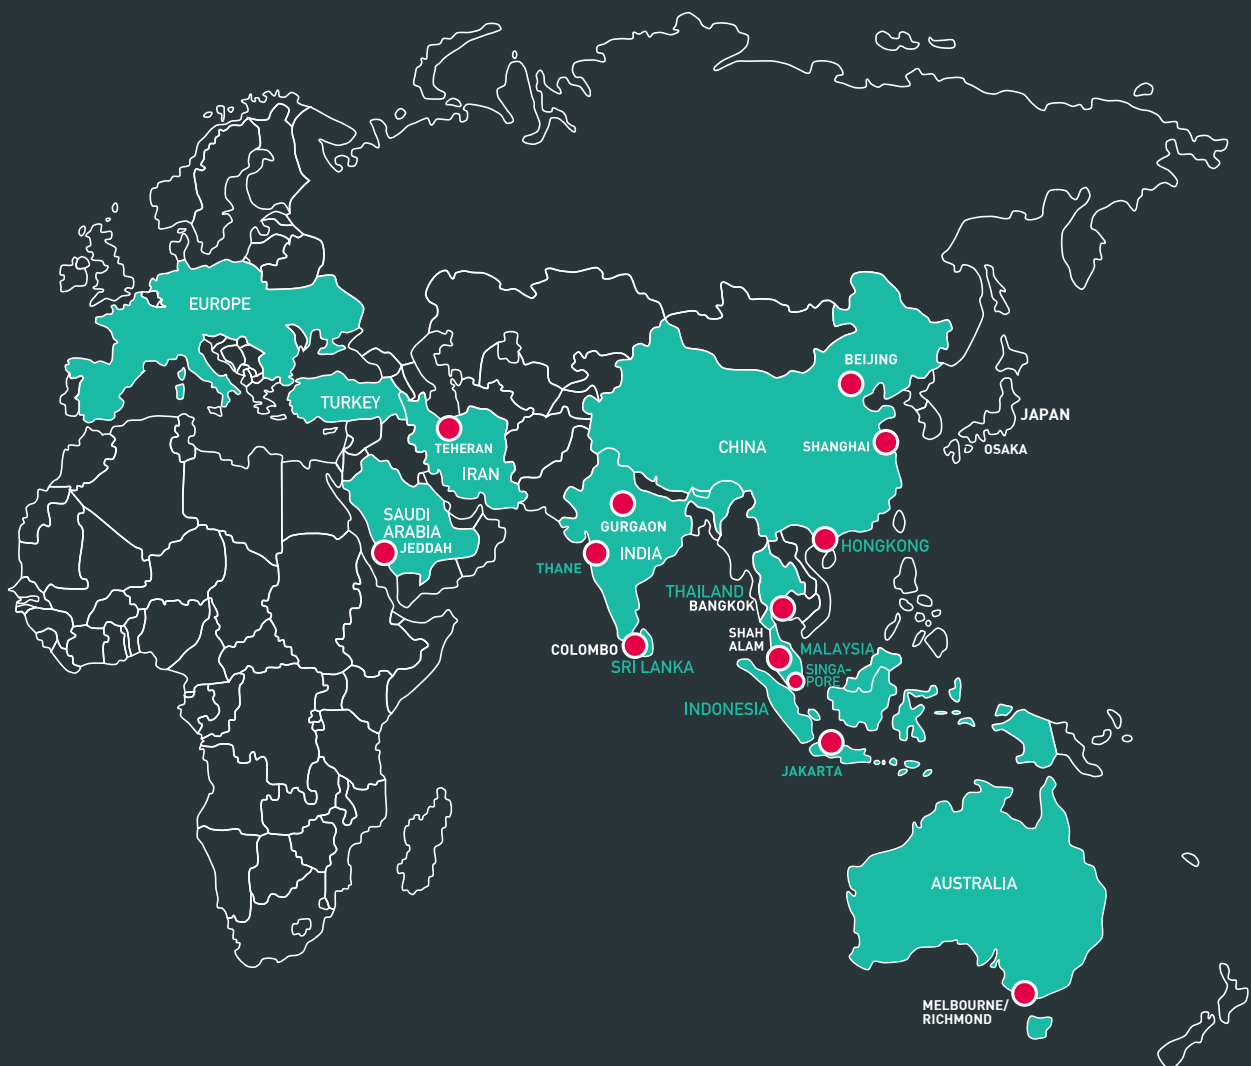 EUROPE
BEIJING
TURKEY
JAPAN
CHINA
SHANGHAI
TEHERAN
OSAKA
IRAN
SAUDI
ARABIA
GURGAON
JEDDAH
HONGKONG
INDIA
THANE
THAILAND
BANGKOK
SHAH
ALAM
COLOMBO
MALAYSIA
SRI LANKA
SINGA-
PORE
INDONESIA
JAKARTA
AUSTRALIA
MELBOURNE/
RICHMOND